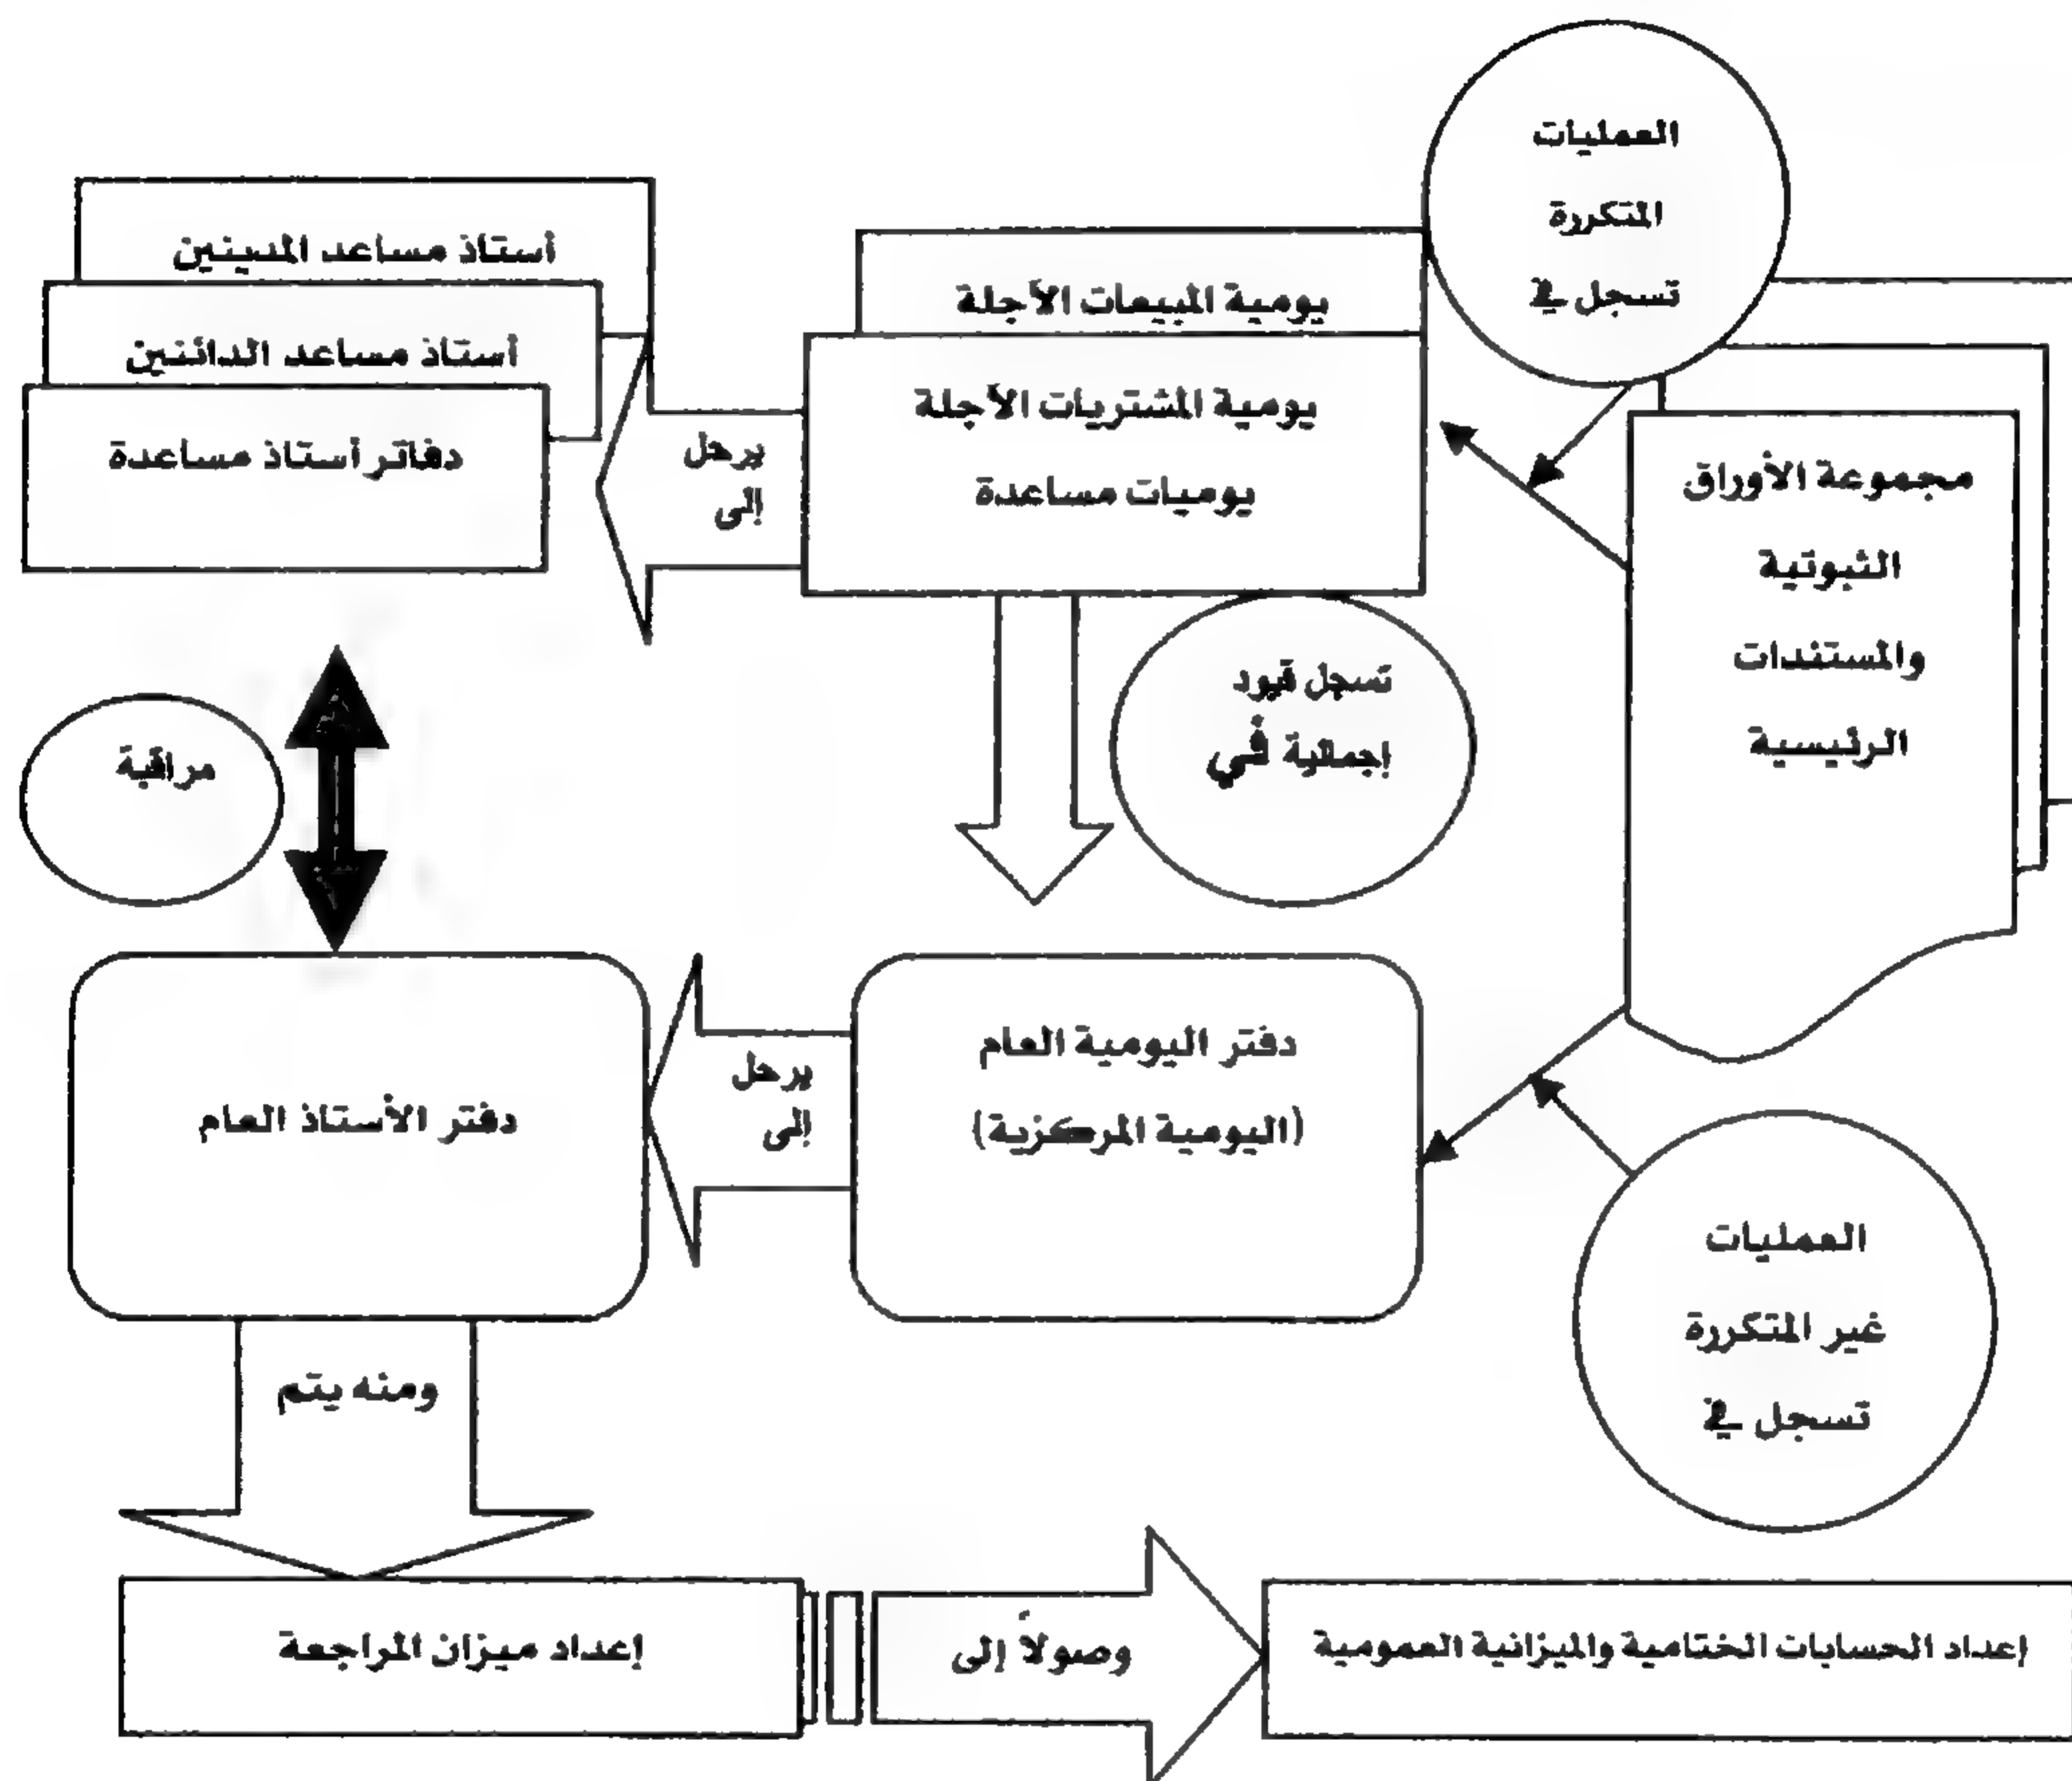 العمليات
المتكررة
تسجل في
أستاذ مساعد المدينين
أستاذ مساعد الدائنين
دفاتر أستاذ مساعدة
يرحل
إلى
يومية المبيعات الآجلة
يومية المشتريات الآجلة
يوميات مساعدة
مجموعة الأوراق
الثبوتية
والمستندات
الرئيسية
تسجل قيود
إجمالية في
مراقبة
دفتر اليومية العام
(اليومية المركزية)
يرحل
إلى
دفتر الأستاذ العام
العمليات
غير المتكررة
تسجل في
ومنه يتم
إعداد ميزان المراجعة
وصولاً إلى
إعداد الحسابات الختامية والميزانية العمومية